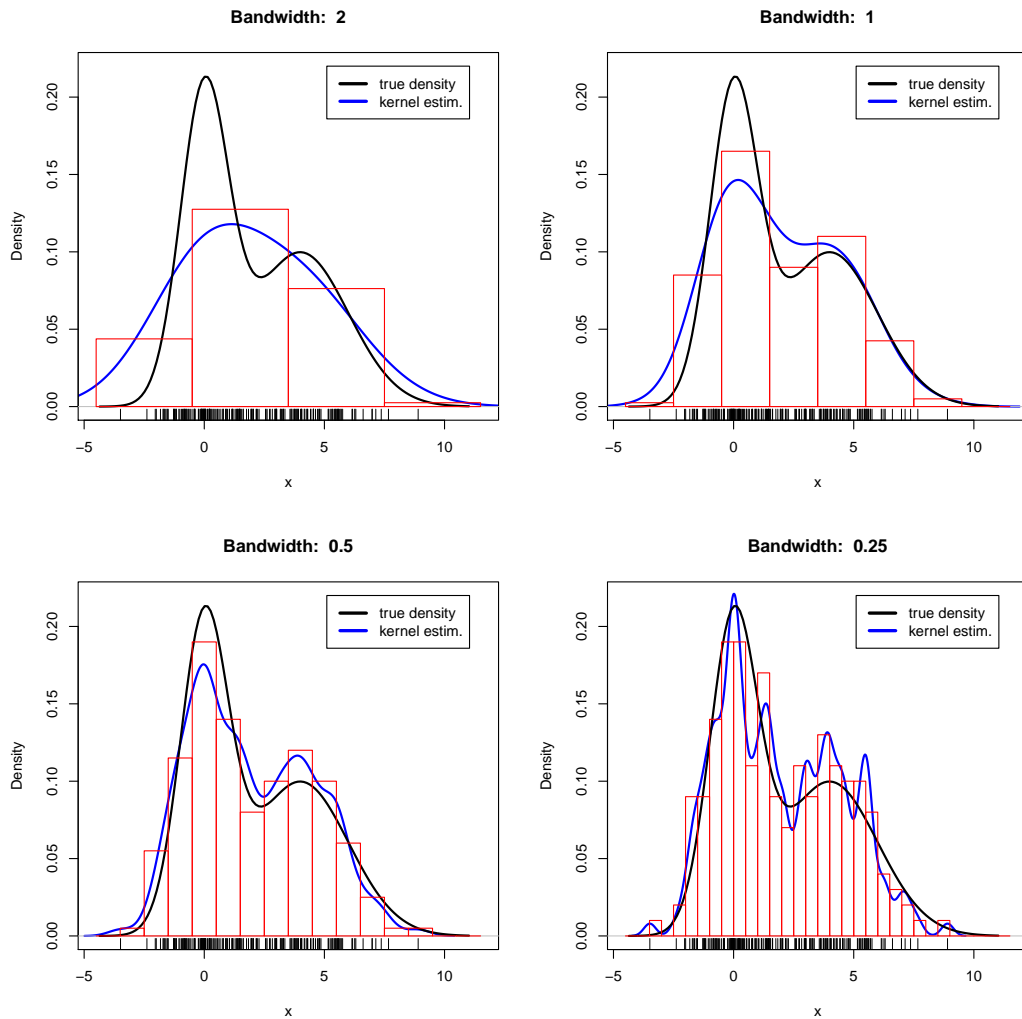 Bandwidth: 2
true density
kernel estim.
Density
0.00
0.05
0.10
0.15
0.20
−5
0
5
10
x
Bandwidth: 1
true density
kernel estim.
Density
0.00
0.05
0.10
0.15
0.20
−5
0
5
10
x
Bandwidth: 0.5
true density
kernel estim.
Density
0.00
0.05
0.10
0.15
0.20
−5
0
5
10
x
Bandwidth: 0.25
true density
kernel estim.
Density
0.00
0.05
0.10
0.15
0.20
−5
0
5
10
x